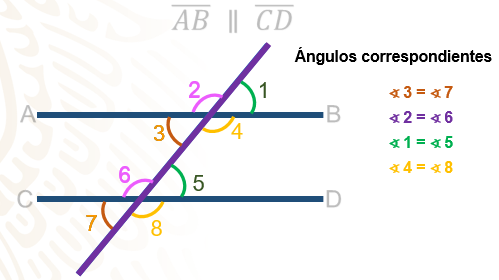 AB || CD
Ángulos correspondientes
∢ 3 = ∢ 7
∢ 2 = ∢ 6
∢ 1 = ∢ 5
∢ 4 = ∢ 8
2 1
A B
3 4
6 5
C D
7 8